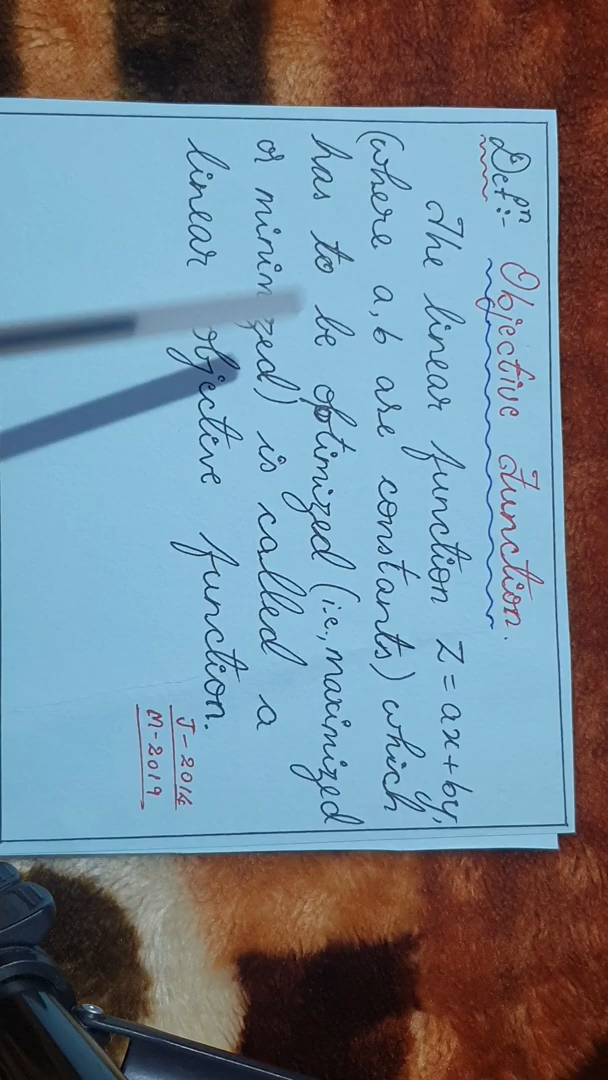 Defⁿ:- Objective Function.
The linear function Z = ax + by,
(where a, b are constants) which
has to be optimized (i.e., maximized
or minimized) is called a
linear objective function.
J-2014
M-2019